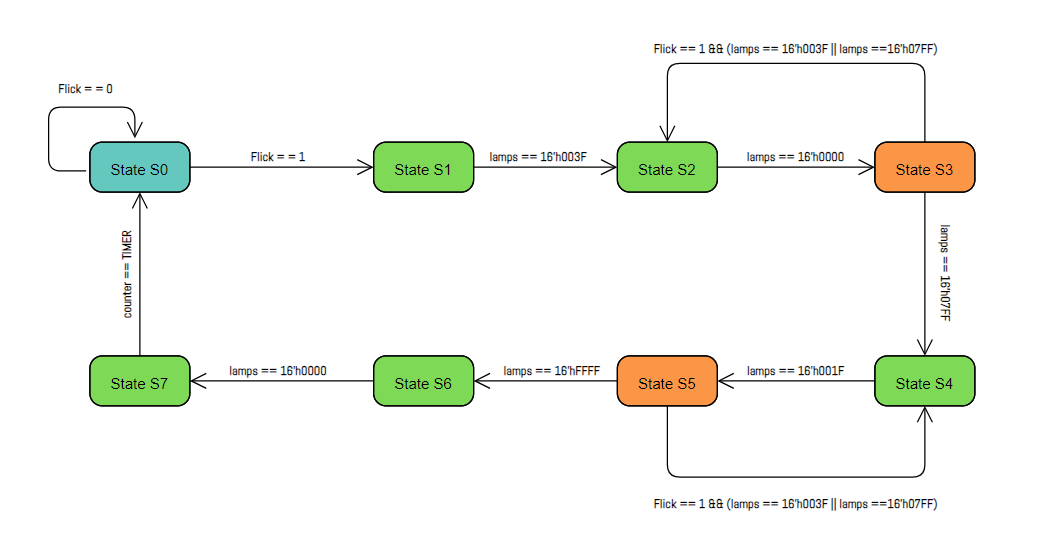 Flick == 1 && (lamps == 16'h003F || lamps ==16'h07FF)
Flick = = 0
State S0
Flick = = 1
State S1
lamps == 16'h003F
State S2
lamps == 16'h0000
State S3
counter == TIMER
lamps == 16'h07FF
State S7
lamps == 16'h0000
State S6
lamps == 16'hFFFF
State S5
lamps == 16'h001F
State S4
Flick == 1 && (lamps == 16'h003F || lamps ==16'h07FF)